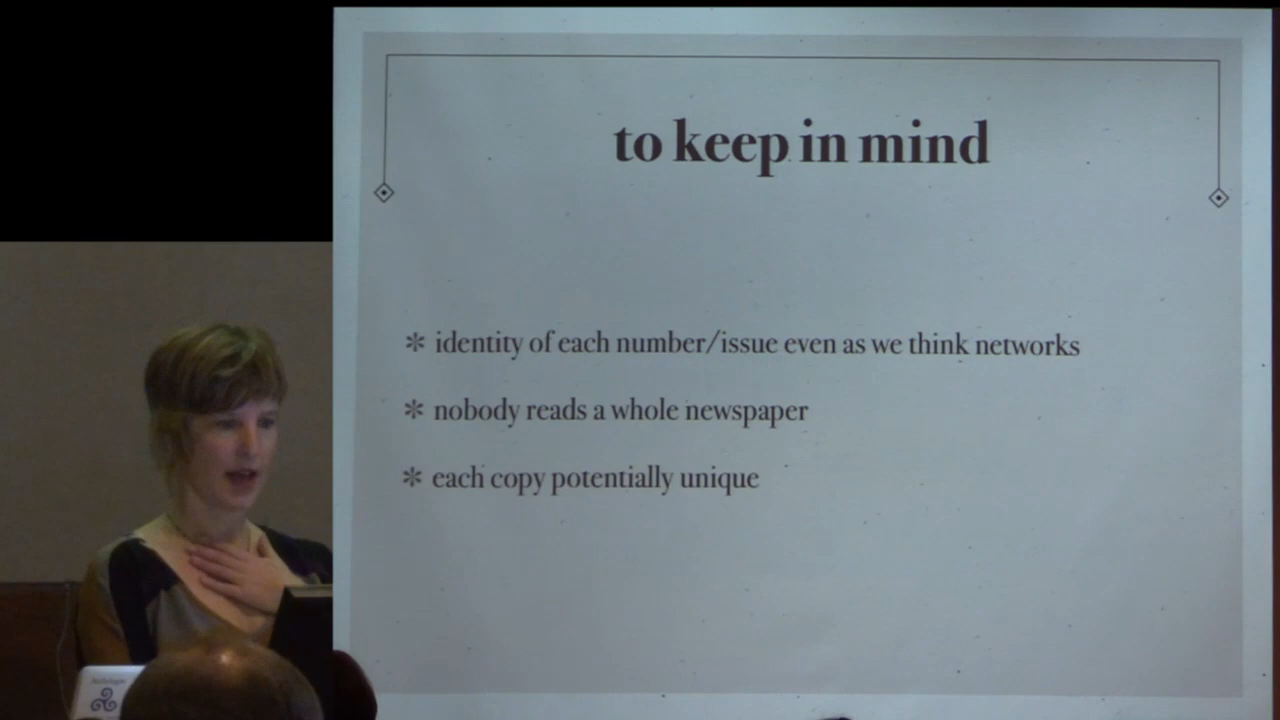 to keep in mind
* identity of each number/issue even as we think networks
* nobody reads a whole newspaper
* each copy potentially unique